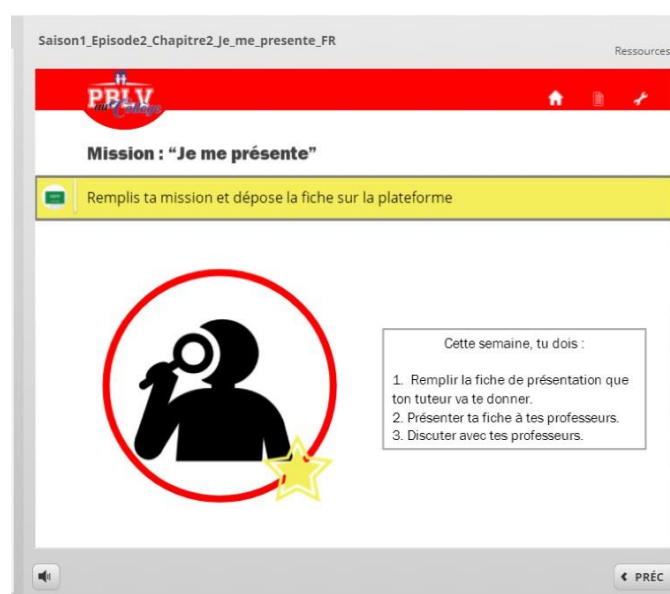 Saison1_Episode2_Chapitre2_Je_me_presente_FR
Ressources
PBLV
au Collège
Mission : “Je me présente”
Remplis ta mission et dépose la fiche sur la plateforme
Cette semaine, tu dois :
1. Remplir la fiche de présentation que
ton tuteur va te donner.
2. Présenter ta fiche à tes professeurs.
3. Discuter avec tes professeurs.
PRÉC